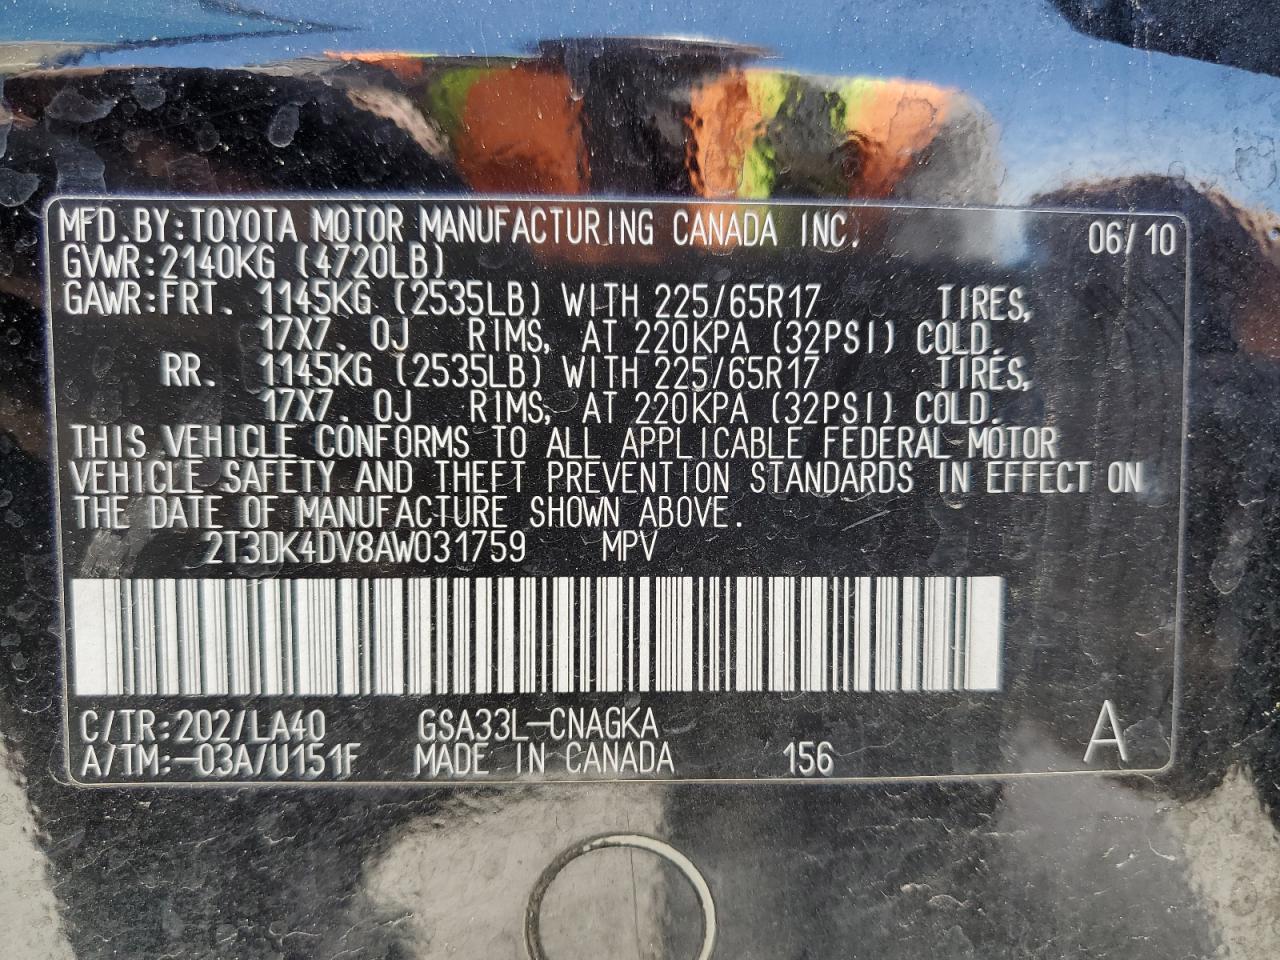 MFD. BY: TOYOTA MOTOR MANUFACTURING CANADA INC. 06/10
GVWR: 2140KG (4720LB)
GAWR: FRT. 1145KG (2535LB) WITH 225/65R17 TIRES,
17X7. 0J RIMS, AT 220KPA (32PSI) COLD.
RR. 1145KG (2535LB) WITH 225/65R17 TIRES,
17X7. 0J RIMS, AT 220KPA (32PSI) COLD.
THIS VEHICLE CONFORMS TO ALL APPLICABLE FEDERAL MOTOR
VEHICLE SAFETY AND THEFT PREVENTION STANDARDS IN EFFECT ON
THE DATE OF MANUFACTURE SHOWN ABOVE.
2T3DK4DV8AW031759 MPV
C/TR: 202/LA40 GSA33L-CNAGKA
A/TM: -03A/U151F MADE IN CANADA 156 A